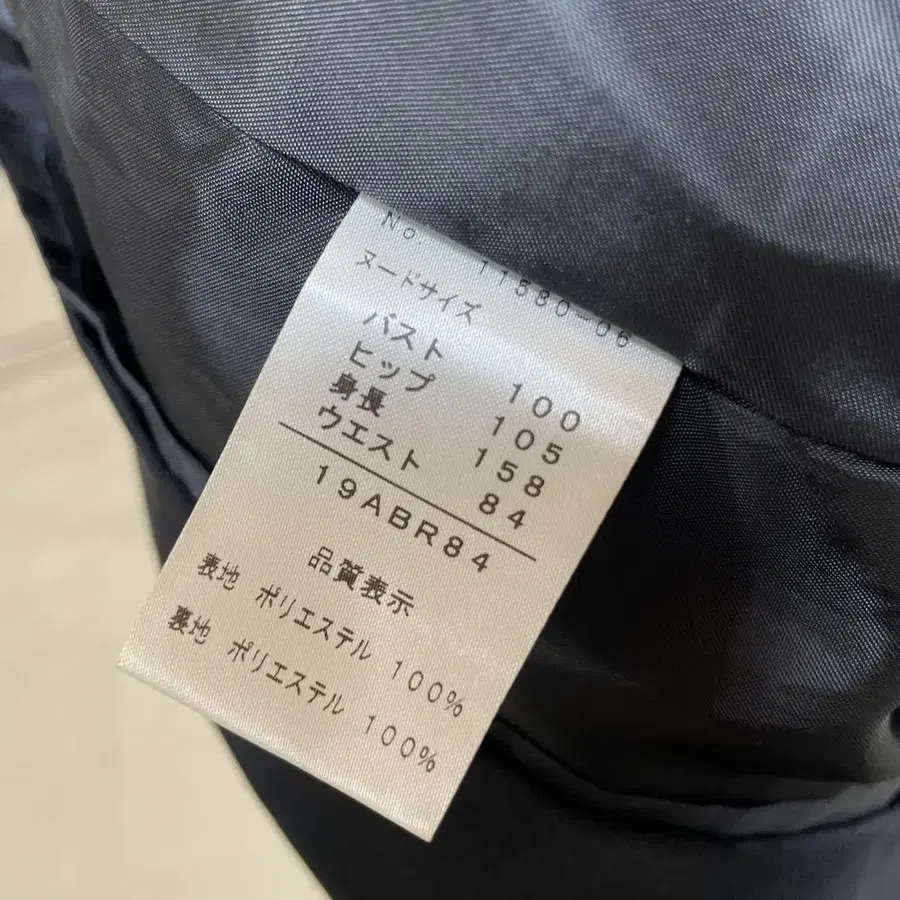 No. 11580-06
ヌードサイズ
バスト 100
ヒップ 105
身長 158
ウエスト 84
19ABR84
品質表示
表地 ポリエステル 100%
裏地 ポリエステル 100%